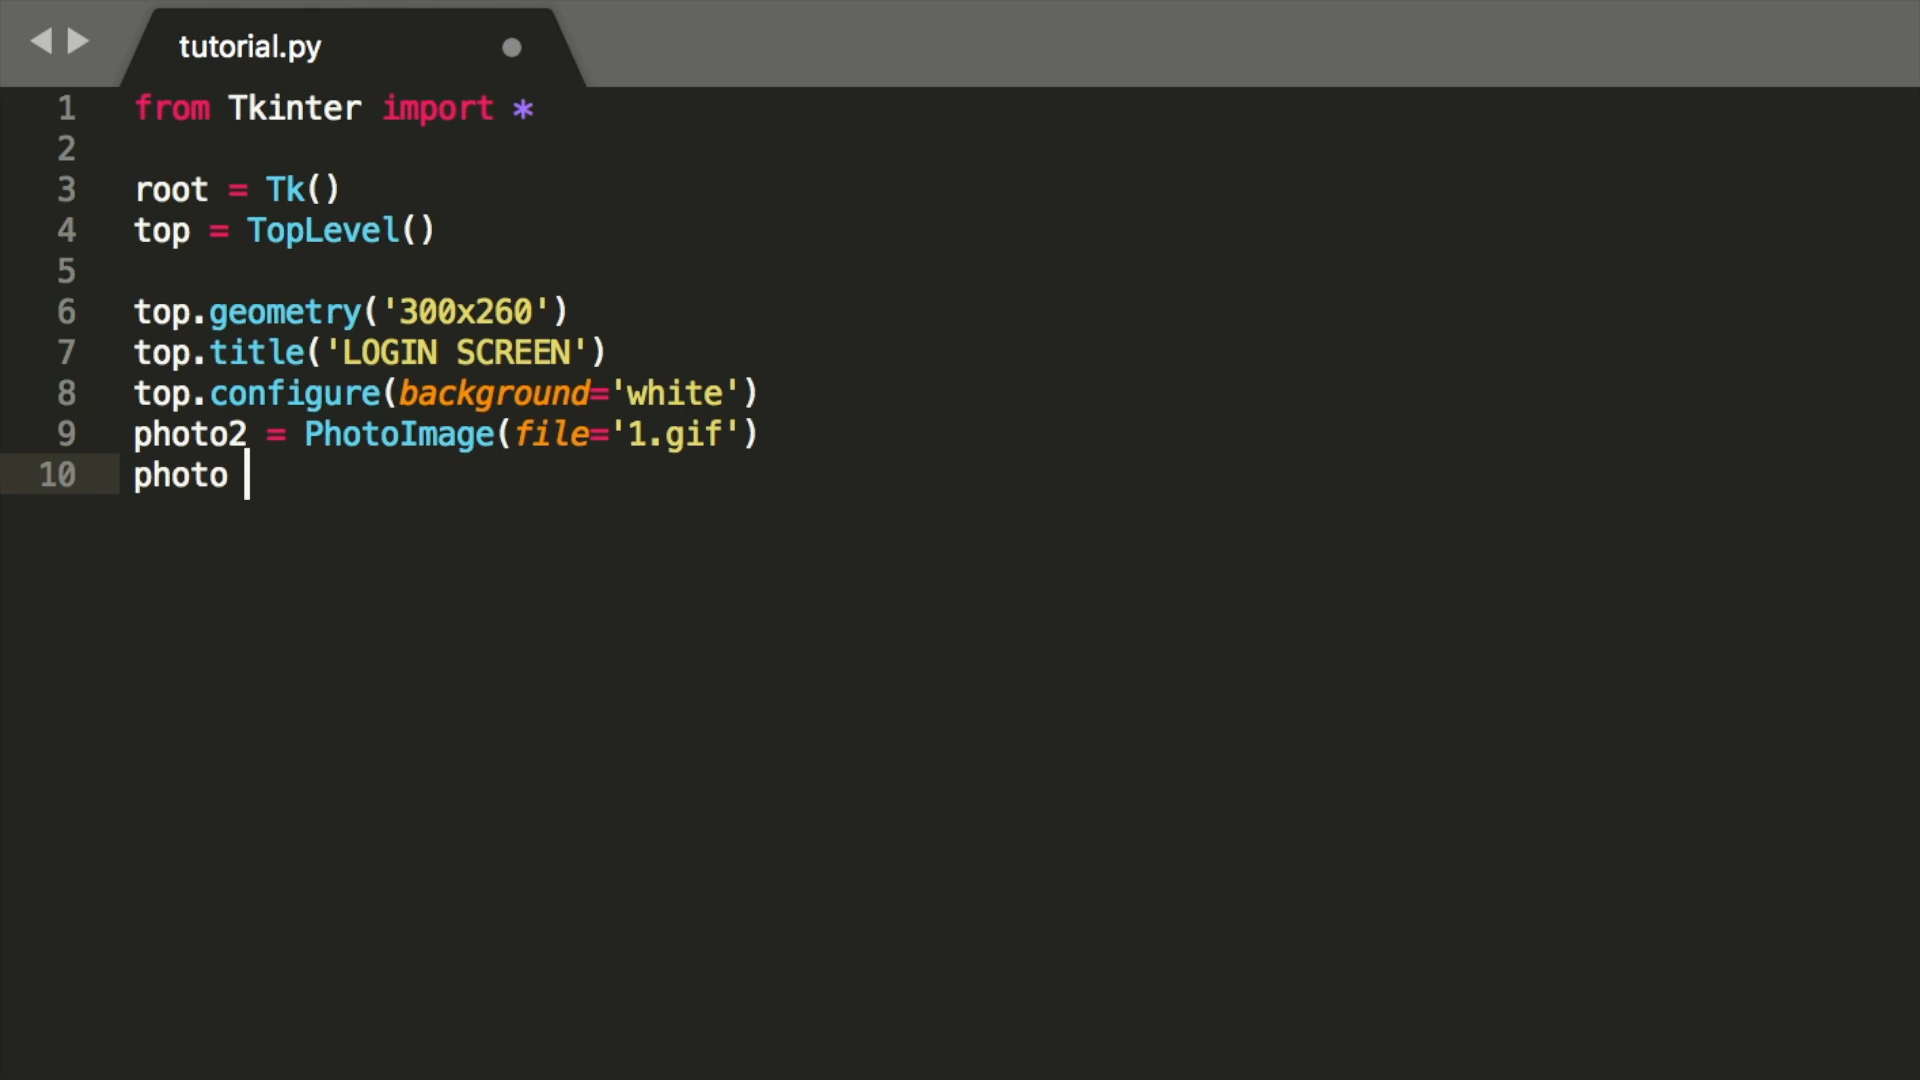 tutorial.py
1 from Tkinter import *
2
3 root = Tk()
4 top = TopLevel()
5
6 top.geometry('300x260')
7 top.title('LOGIN SCREEN')
8 top.configure(background='white')
9 photo2 = PhotoImage(file='1.gif')
10 photo